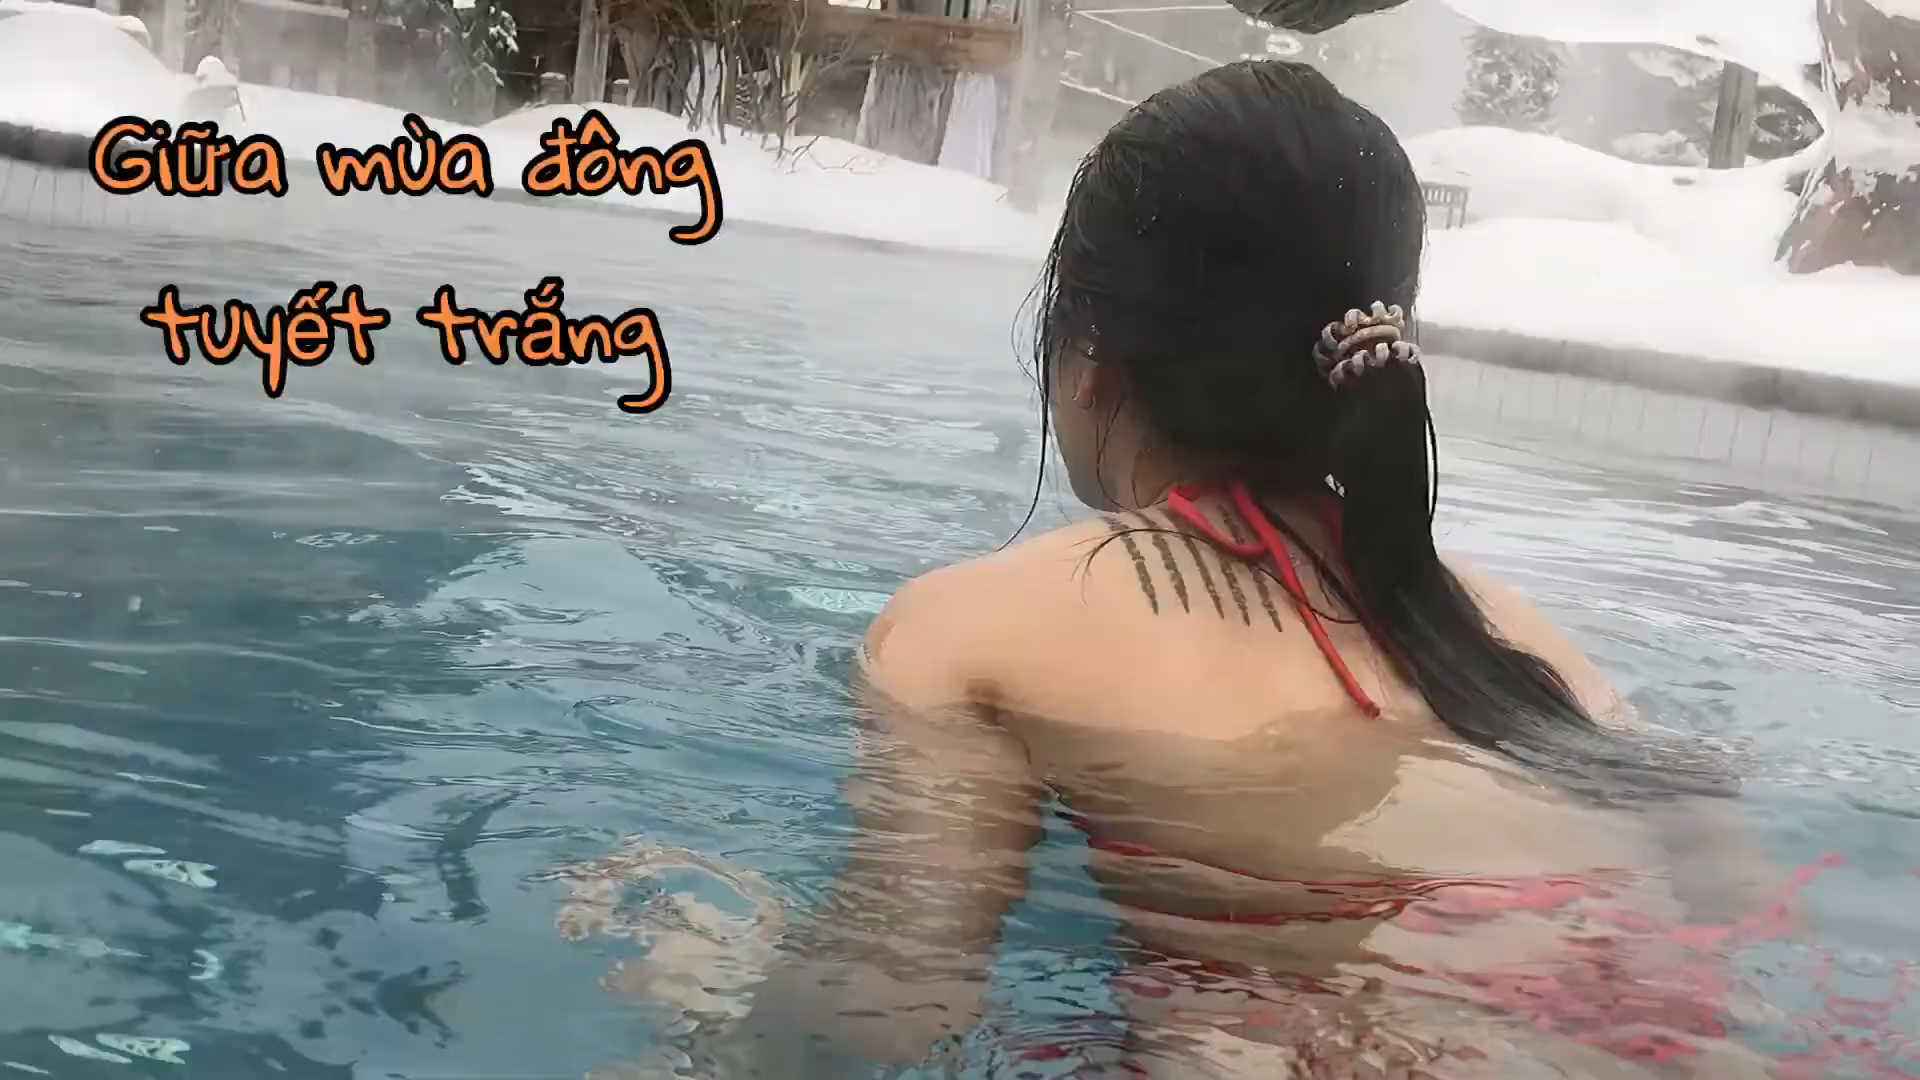 Giữa mùa đông
tuyết trắng